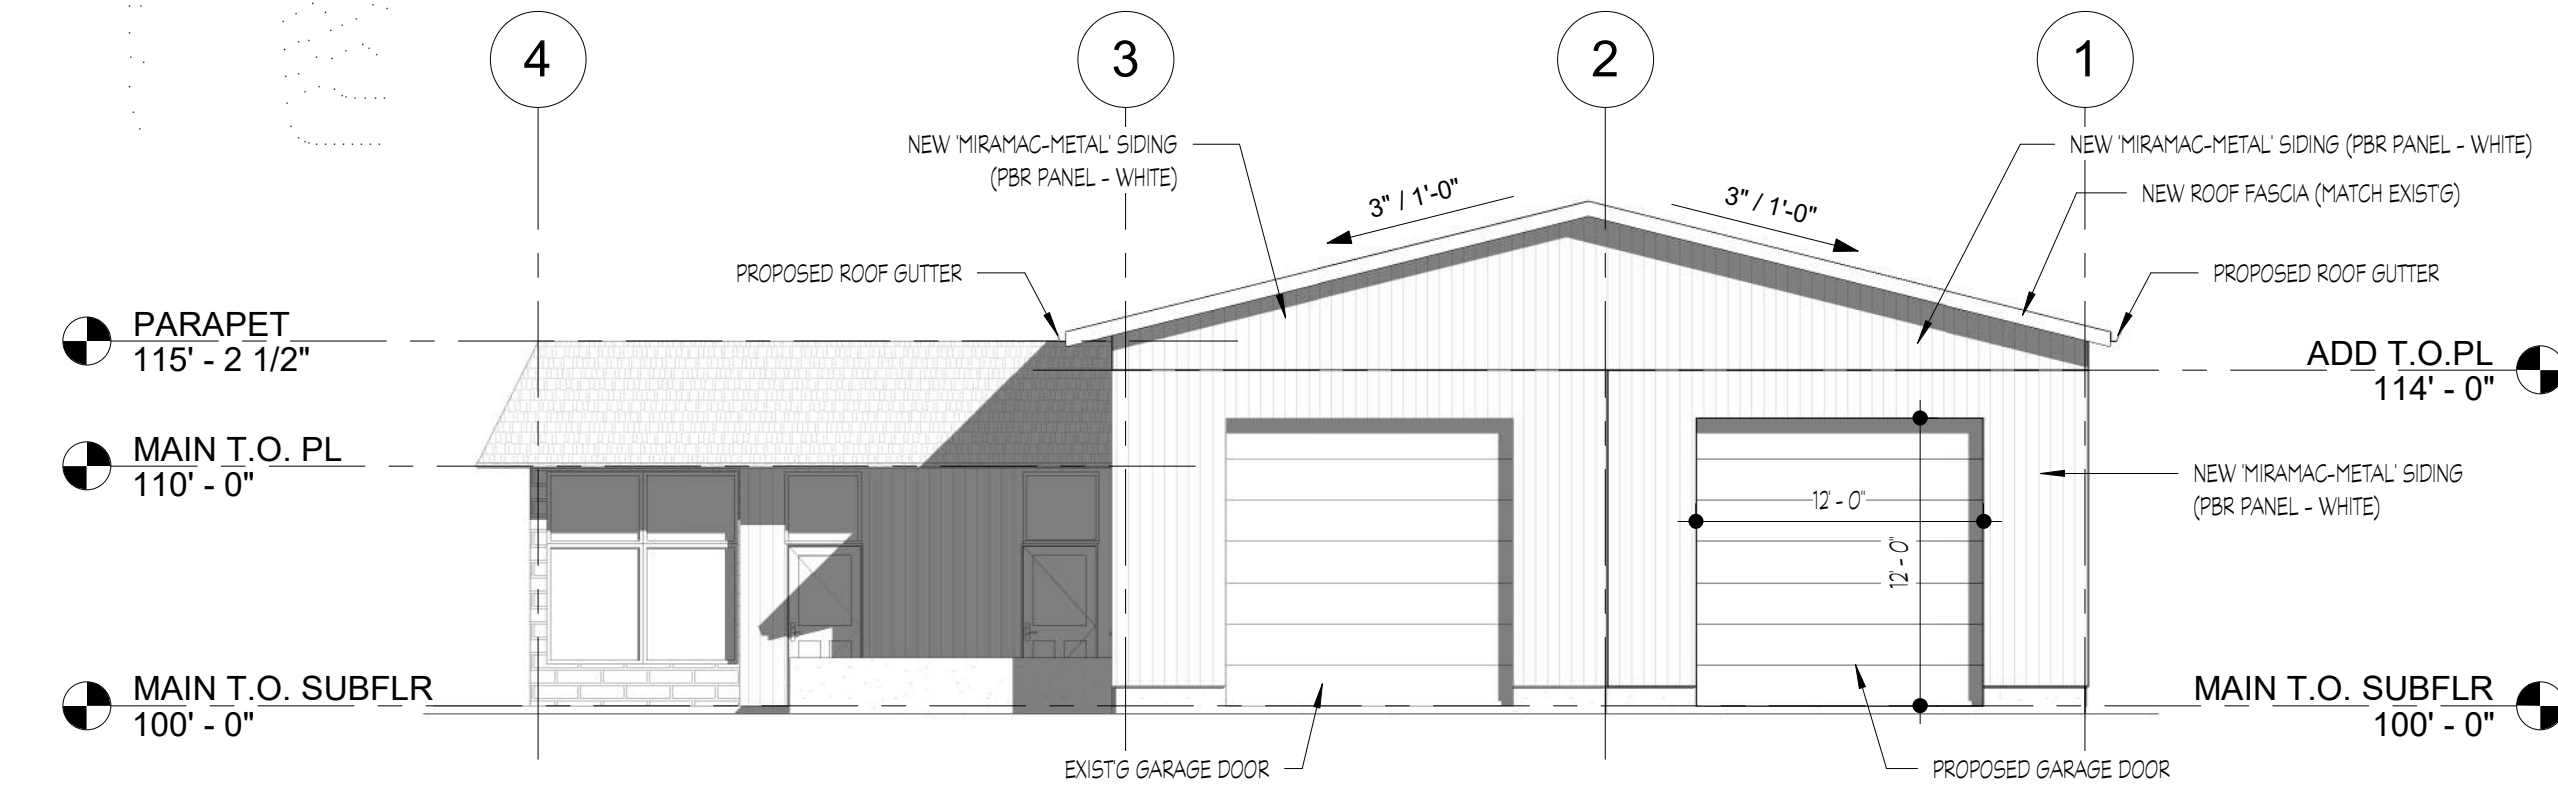 4
3
2
1
NEW 'MIRAMAC-METAL' SIDING
(PBR PANEL - WHITE)
NEW 'MIRAMAC-METAL' SIDING (PBR PANEL - WHITE)
3" / 1'-0"
3" / 1'-0"
NEW ROOF FASCIA (MATCH EXIST'G)
PROPOSED ROOF GUTTER
PROPOSED ROOF GUTTER
PARAPET
115' - 2 1/2"
ADD T.O.PL
114' - 0"
MAIN T.O. PL
110' - 0"
NEW 'MIRAMAC-METAL' SIDING
(PBR PANEL - WHITE)
12' - 0"
12' - 0"
MAIN T.O. SUBFLR
100' - 0"
MAIN T.O. SUBFLR
100' - 0"
EXIST'G GARAGE DOOR
PROPOSED GARAGE DOOR